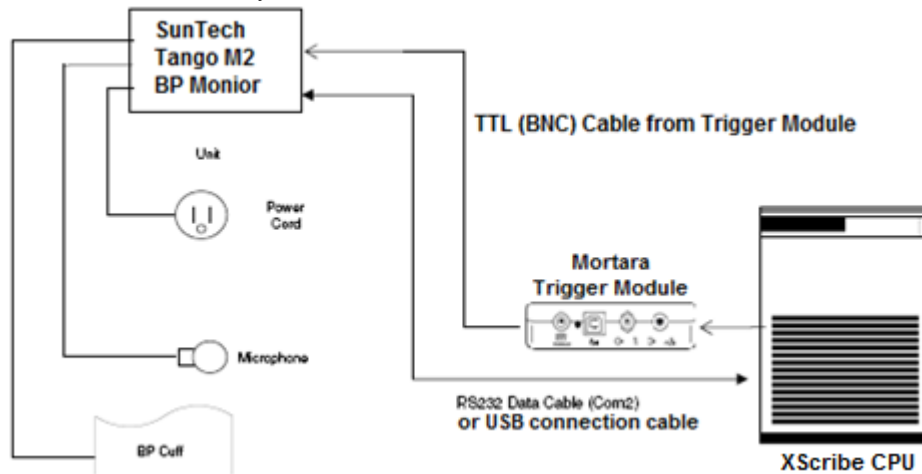 SunTech
Tango M2
BP Monior
TTL (BNC) Cable from Trigger Module
Unit
Power
Cord
Mortara
Trigger Module
Microphone
RS232 Data Cable (Com2)
or USB connection cable
BP Cuff
XScribe CPU